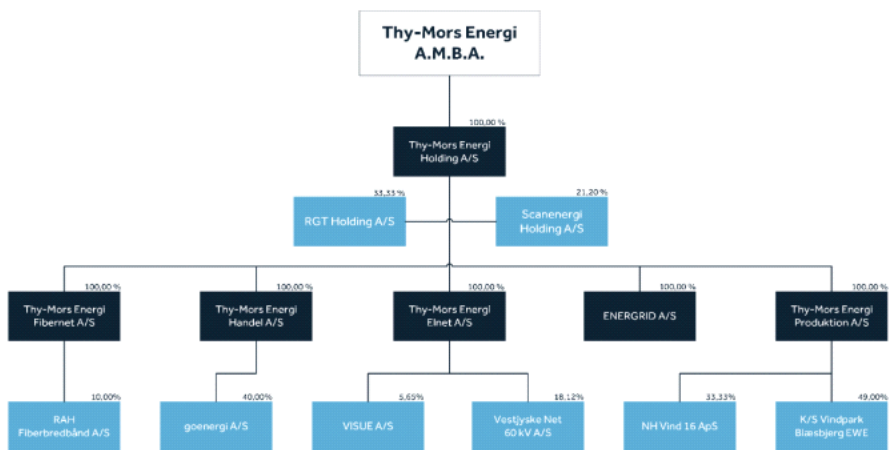 Thy-Mors Energi
A.M.B.A.
100,00 %
Thy-Mors Energi
Holding A/S
33,33 %
RGT Holding A/S
21,20 %
Scanenergi
Holding A/S
100,00 %
Thy-Mors Energi
Fibernet A/S
100,00 %
Thy-Mors Energi
Handel A/S
100,00 %
Thy-Mors Energi
Elnet A/S
100,00 %
ENERGRID A/S
100,00 %
Thy-Mors Energi
Produktion A/S
10,00%
RAH
Fiberbredbånd A/S
40,00%
goenergi A/S
5,65%
VISUE A/S
18,12%
Vestjyske Net
60 kV A/S
33,33%
NH Vind 16 ApS
49,00%
K/S Vindpark
Blæsbjerg EWE